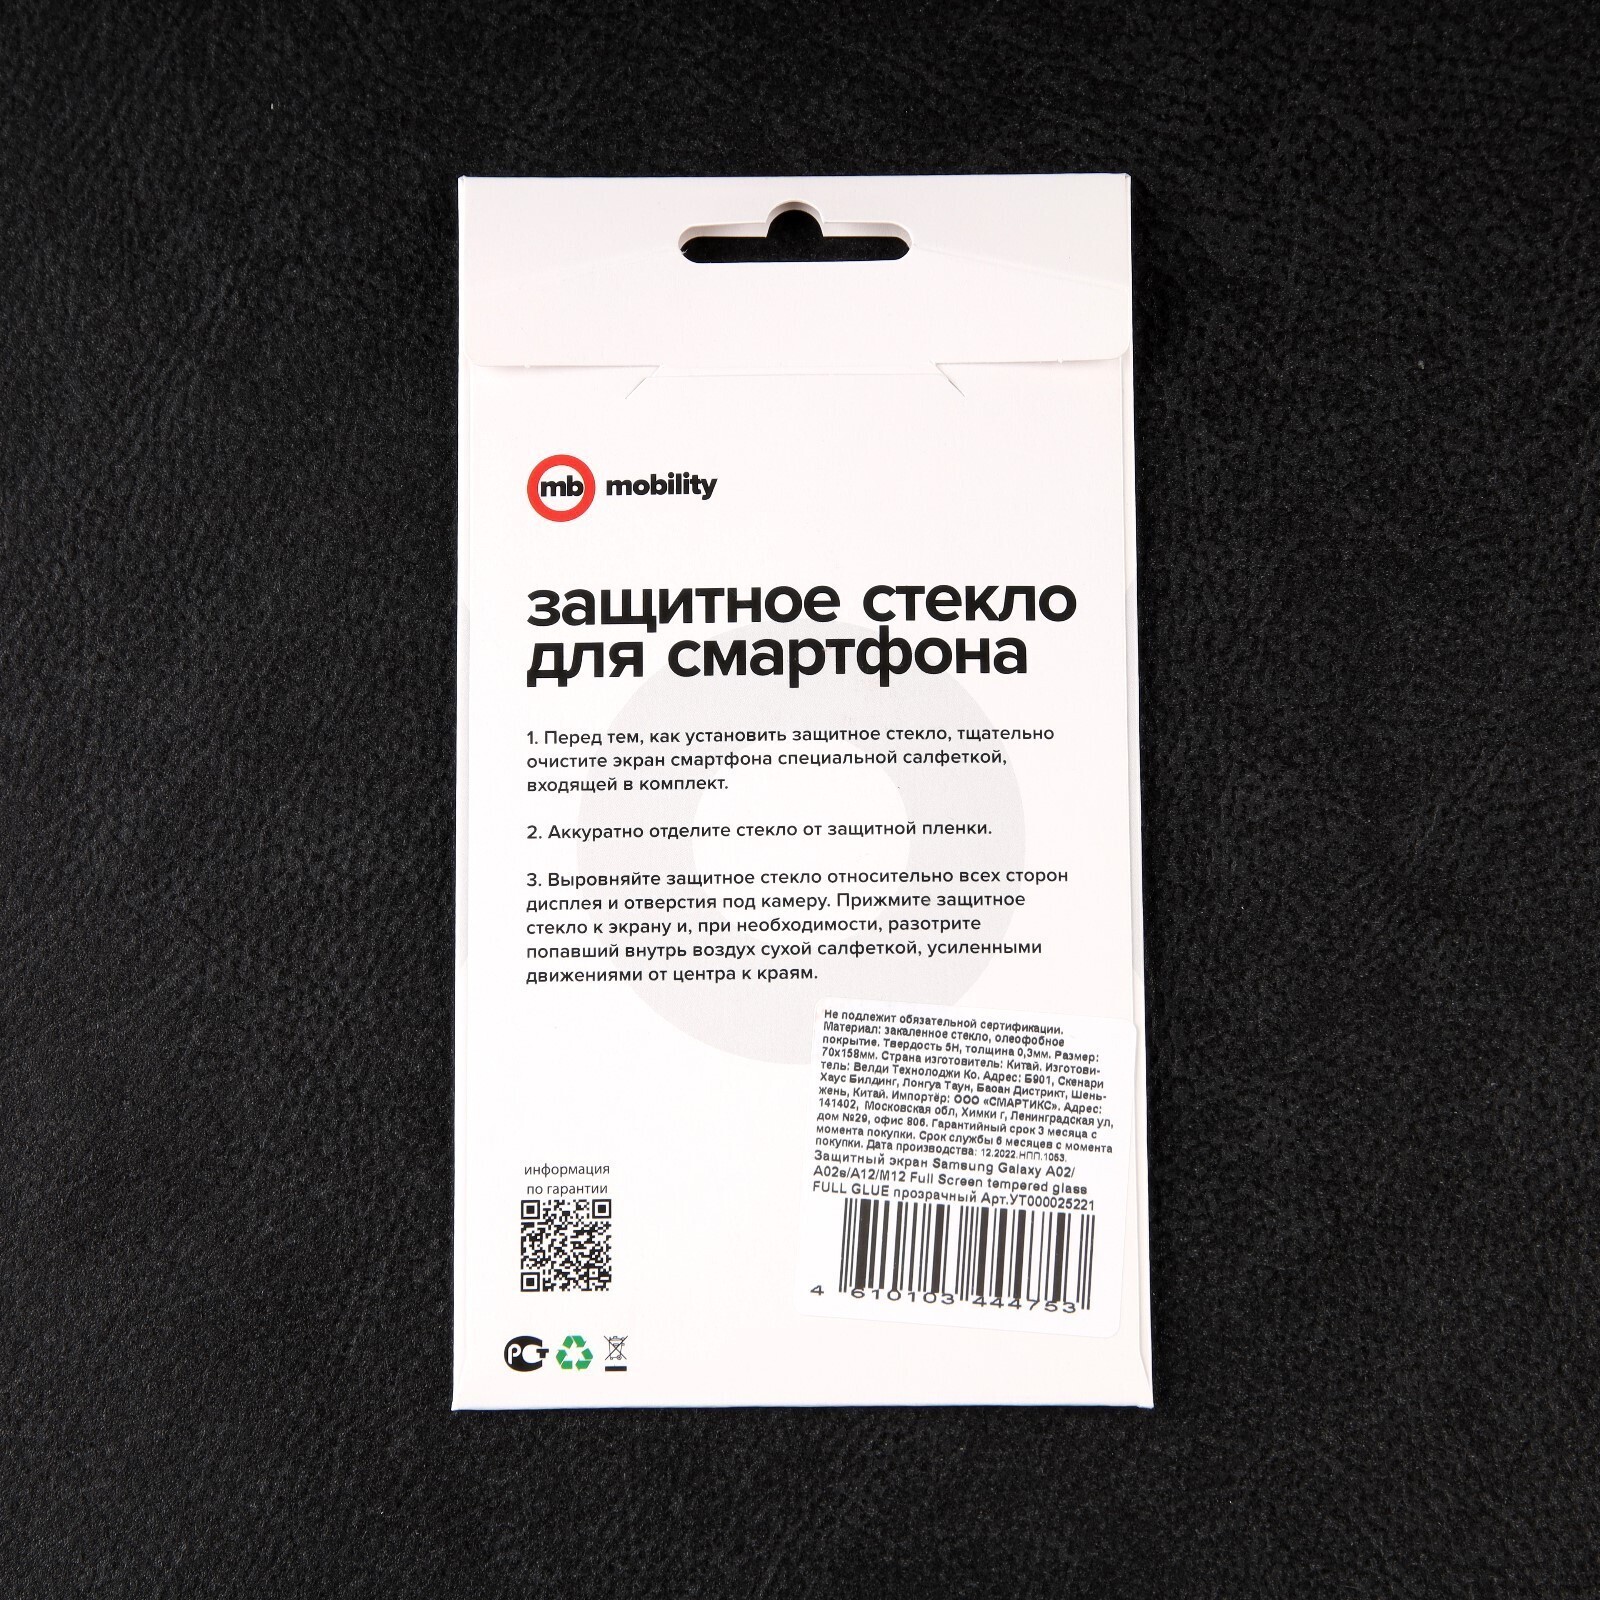 mb mobility
защитное стекло
для смартфона
1. Перед тем, как установить защитное стекло, тщательно
очистите экран смартфона специальной салфеткой,
входящей в комплект.
2. Аккуратно отделите стекло от защитной пленки.
3. Выровняйте защитное стекло относительно всех сторон
дисплея и отверстия под камеру. Прижмите защитное
стекло к экрану и, при необходимости, разотрите
попавший внутрь воздух сухой салфеткой, усиленными
движениями от центра к краям.
Не подлежит обязательной сертификации.
Материал: закаленное стекло, олеофобное
покрытие. Твердость 5H, толщина 0,3мм. Размер:
70х158мм. Страна изготовитель: Китай. Изготови-
тель: Велди Технолоджи Ко. Адрес: Б901, Скенари
Хаус Билдинг, Лонгуа Таун, Баоан Дистрикт, Шень-
жень, Китай. Импортёр: ООО «СМАРТИКС». Адрес:
141402, Московская обл, Химки г, Ленинградская ул,
дом №29, офис 806. Гарантийный срок 3 месяца с
момента покупки. Срок службы 6 месяцев с момента
покупки. Дата производства: 12.2022.НПП.1053.
Защитный экран Samsung Galaxy A02/
A02s/A12/M12 Full Screen tempered glass
FULL GLUE прозрачный Арт.УТ000025221
4 610103 444753
информация
по гарантии
РСТ